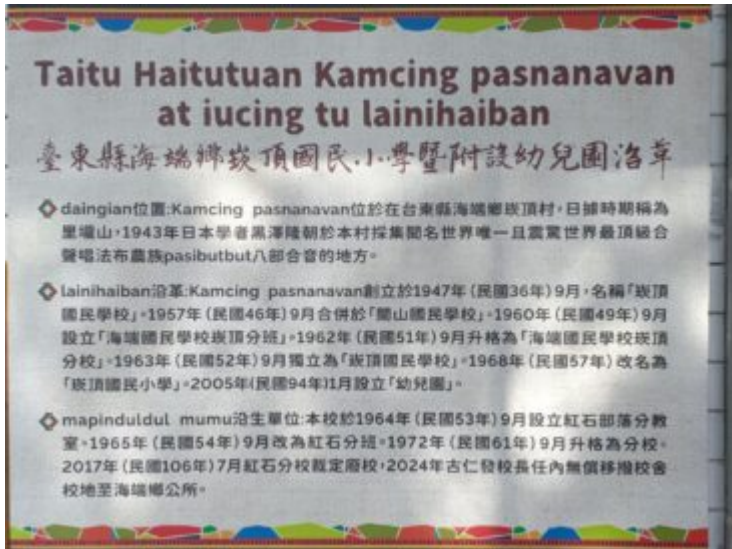 Taitu Haitutuan Kamcing pasnanavan
at iucing tu lainihaiban
臺東縣海端鄉崁頂國民小學暨附設幼兒園沿革
daingian位置:Kamcing pasnanavan位於在台東縣海端鄉崁頂村,日據時期稱為
里壠山,1943年日本學者黑澤隆朝於本村採集聞名世界唯一且震驚世界最頂級合
聲唱法布農族pasibutbut八部合音的地方。
lainihaiban沿革:Kamcing pasnanavan創立於1947年(民國36年)9月,名稱「崁頂
國民學校」。1957年(民國46年)9月合併於「關山國民學校」。1960年(民國49年)9月
設立「海端國民學校崁頂分班」。1962年(民國51年)9月升格為「海端國民學校崁頂
分校」。1963年(民國52年)9月獨立為「崁頂國民學校」。1968年(民國57年)改名為
「崁頂國民小學」。2005年(民國94年)1月設立「幼兒園」。
mapinduldul mumu沿生單位:本校於1964年(民國53年)9月設立紅石部落分教
室。1965年(民國54年)9月改為紅石分班。1972年(民國61年)9月升格為分校。
2017年(民國106年)7月紅石分校裁定廢校,2024年古仁發校長任內無償移撥校舍
校地至海端鄉公所。